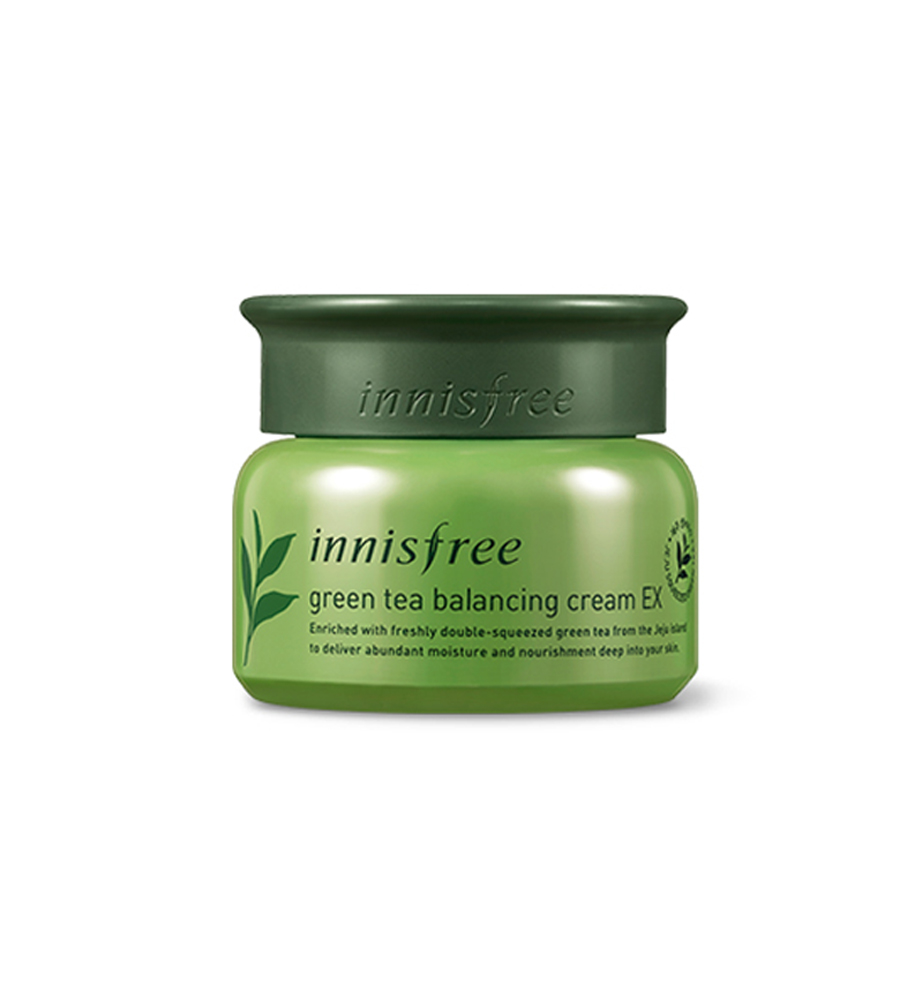 innisfree
innisfree
green tea balancing cream EX
Enriched with freshly double-squeezed green tea from the Jeju island
to deliver abundant moisture and nourishment deep into your skin.